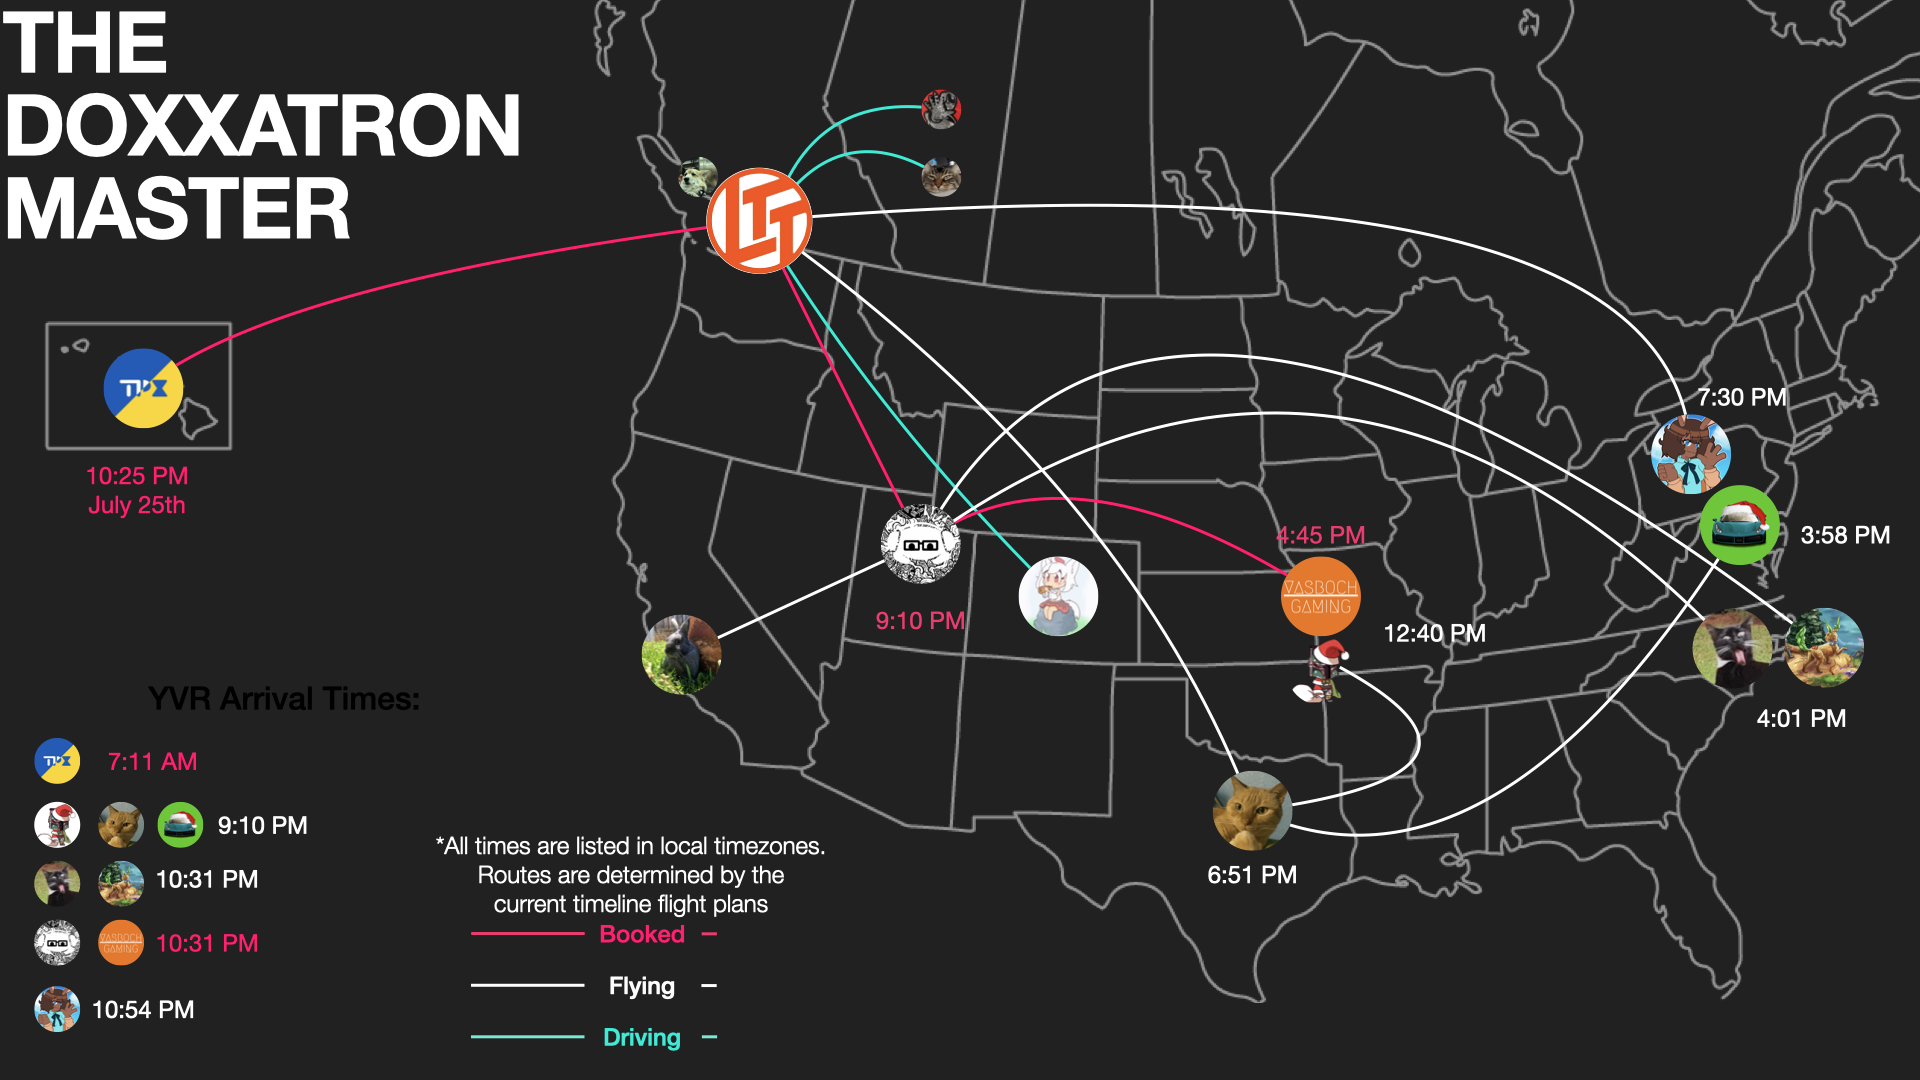 THE
DOXXATRON
MASTER
LTT
10:25 PM
July 25th
7:30 PM
3:58 PM
4:45 PM
VASBOCH
GAMING
12:40 PM
9:10 PM
4:01 PM
6:51 PM
YVR Arrival Times:
7:11 AM
9:10 PM
10:31 PM
VASBOCH
GAMING
10:31 PM
10:54 PM
*All times are listed in local timezones.
Routes are determined by the
current timeline flight plans
Booked
Flying
Driving